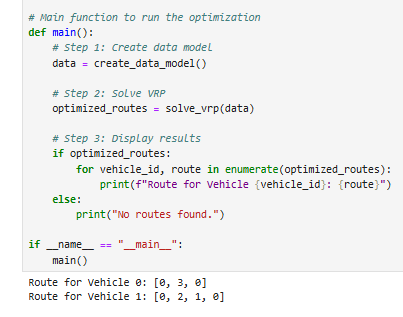 # Main function to run the optimization
def main():
    # Step 1: Create data model
    data = create_data_model()

    # Step 2: Solve VRP
    optimized_routes = solve_vrp(data)

    # Step 3: Display results
    if optimized_routes:
        for vehicle_id, route in enumerate(optimized_routes):
            print(f"Route for Vehicle {vehicle_id}: {route}")
    else:
        print("No routes found.")

if __name__ == "__main__":
    main()
Route for Vehicle 0: [0, 3, 0]
Route for Vehicle 1: [0, 2, 1, 0]